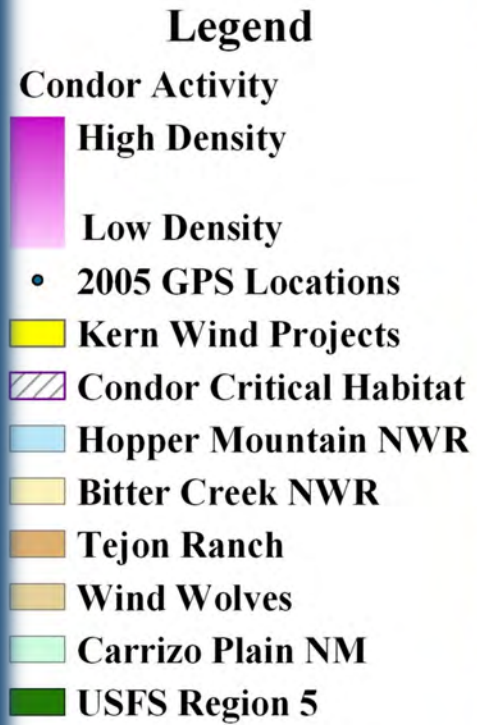 Legend
Condor Activity
High Density
Low Density
2005 GPS Locations
Kern Wind Projects
Condor Critical Habitat
Hopper Mountain NWR
Bitter Creek NWR
Tejon Ranch
Wind Wolves
Carrizo Plain NM
USFS Region 5